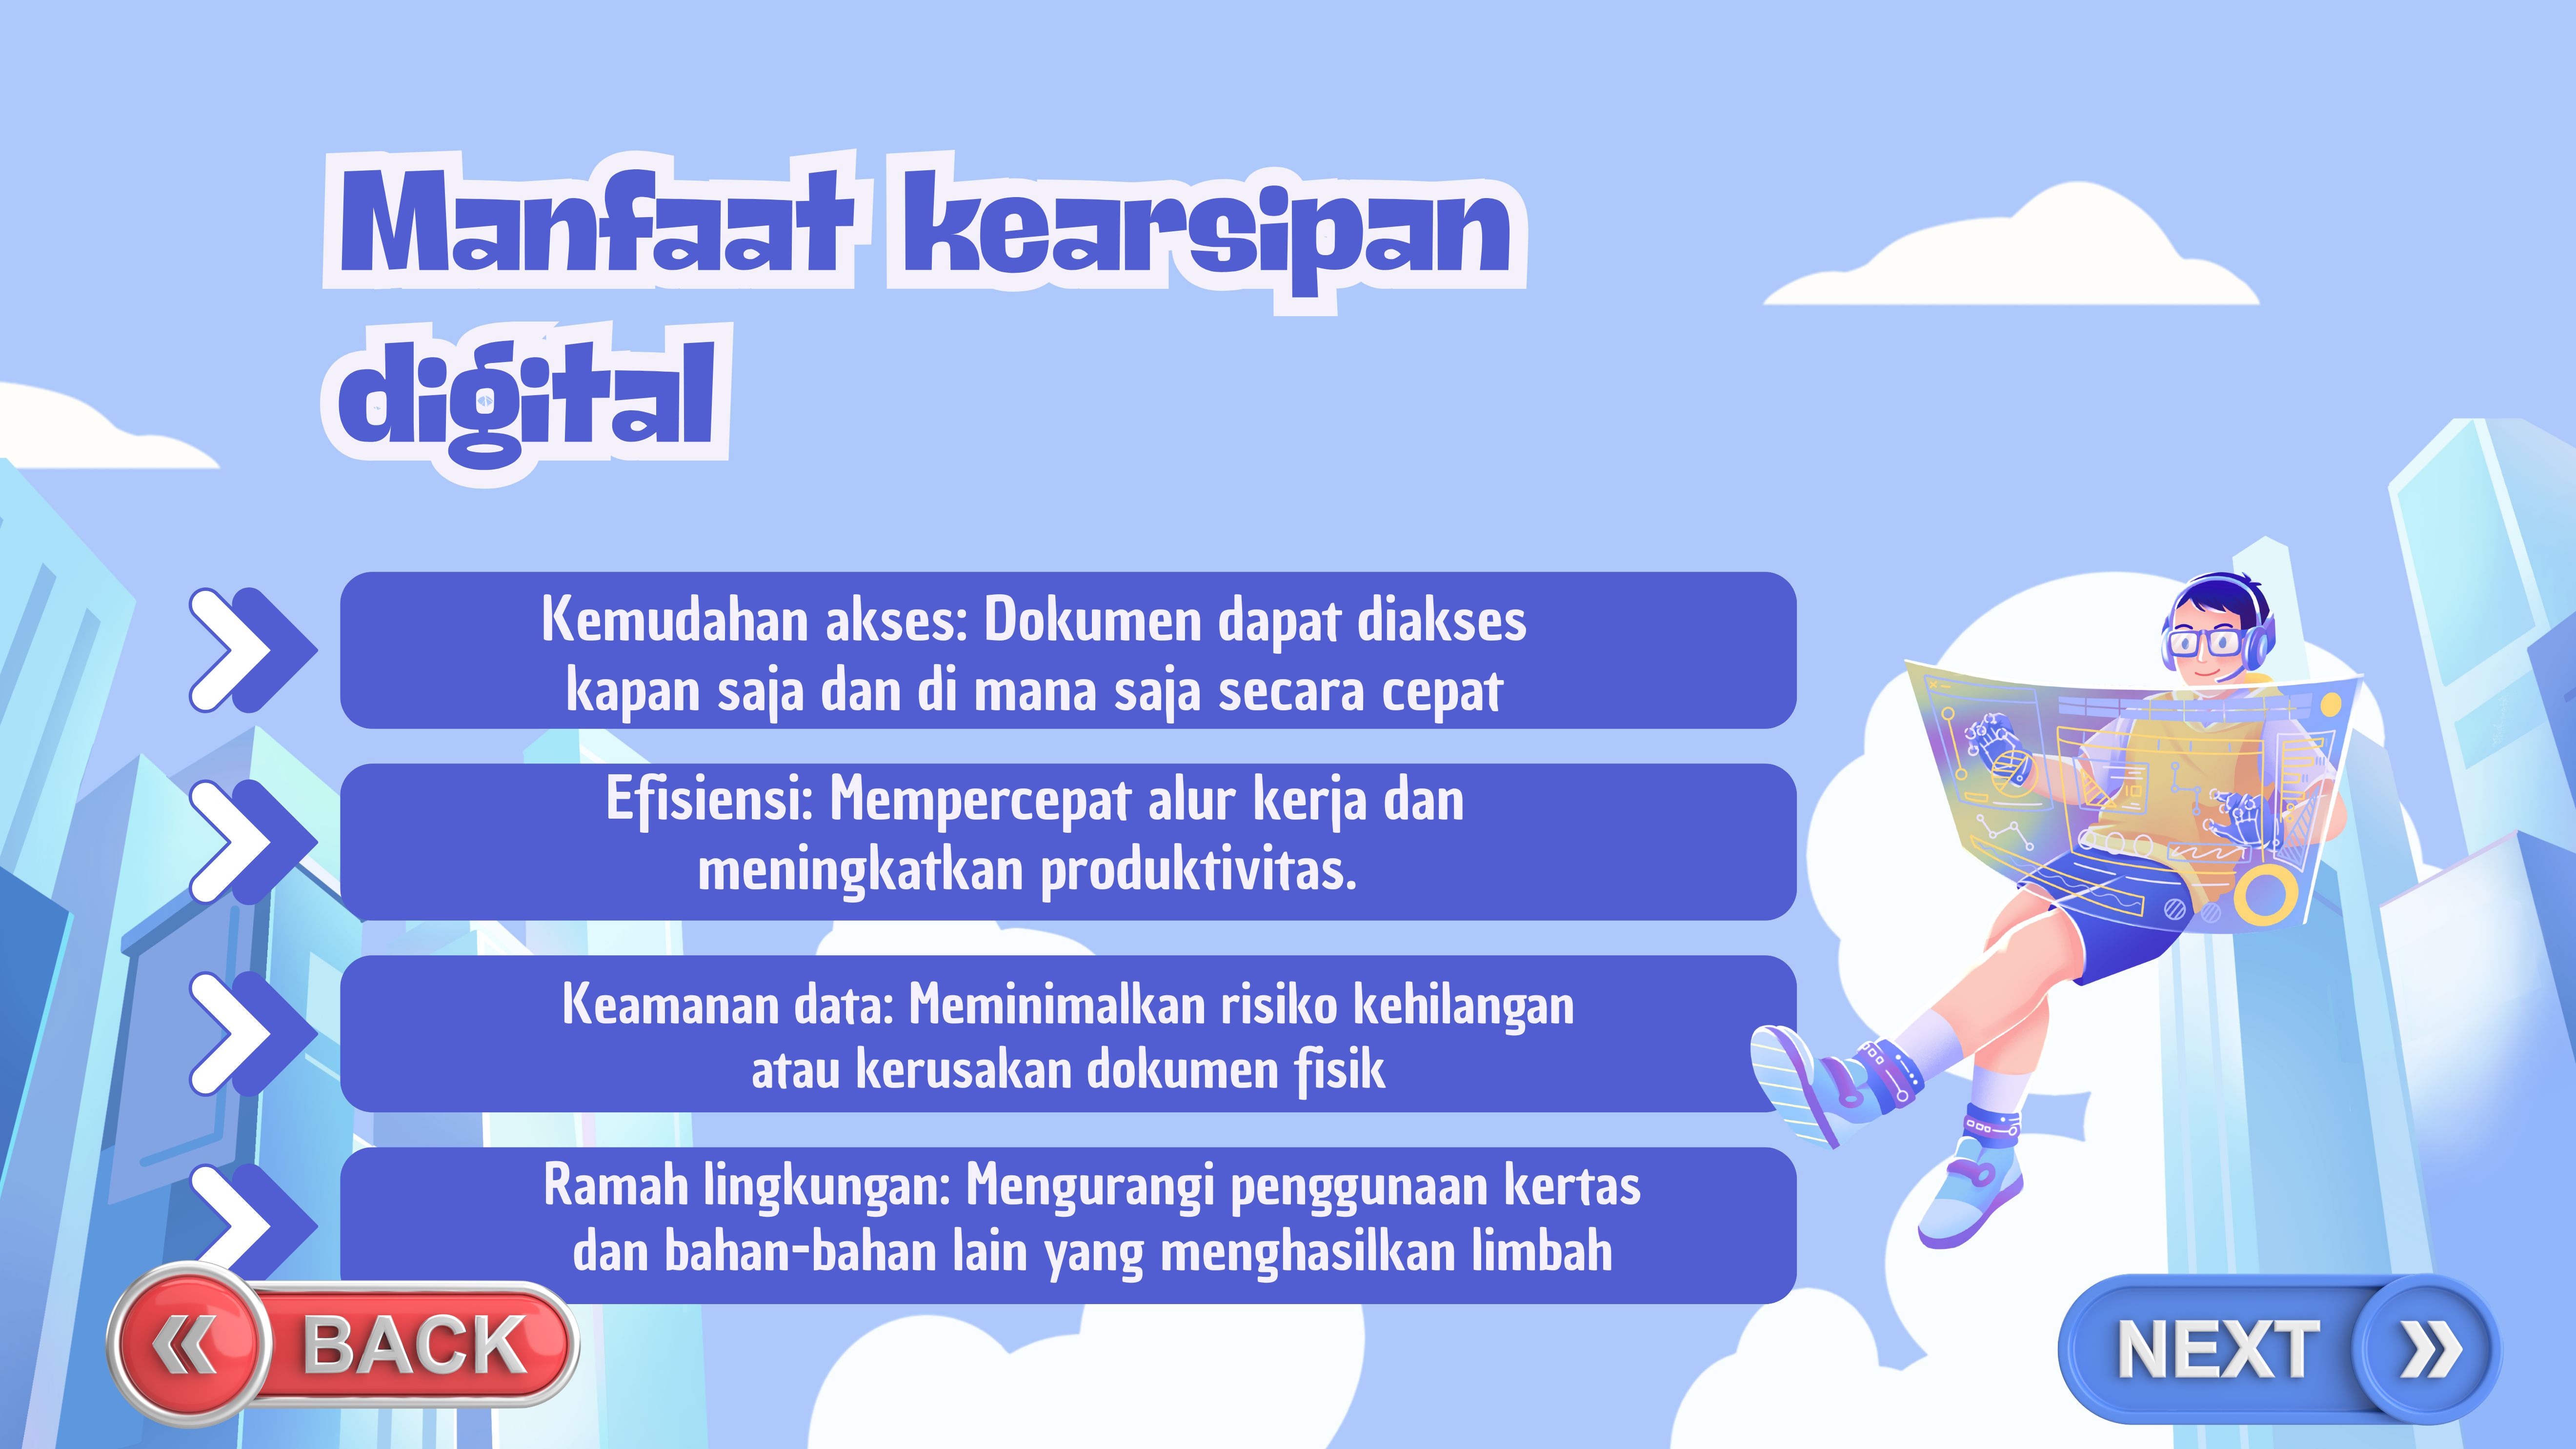 Manfaat kearsipan
digital
Kemudahan akses: Dokumen dapat diakses
kapan saja dan di mana saja secara cepat
Efisiensi: Mempercepat alur kerja dan
meningkatkan produktivitas.
Keamanan data: Meminimalkan risiko kehilangan
atau kerusakan dokumen fisik
Ramah lingkungan: Mengurangi penggunaan kertas
dan bahan-bahan lain yang menghasilkan limbah
BACK
NEXT